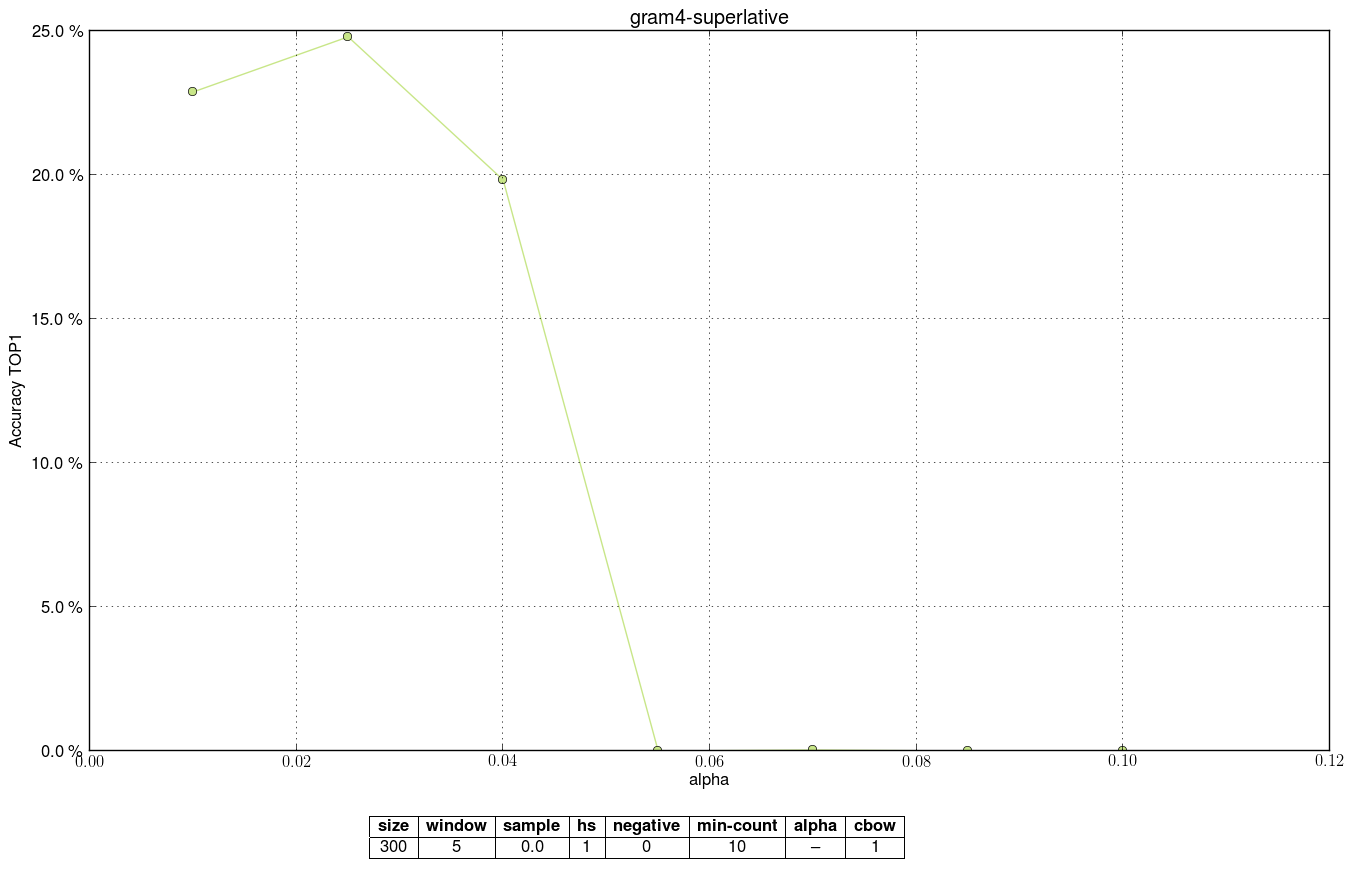 gram4-superlative
25.0 %
20.0 %
15.0 %
10.0 %
5.0 %
0.0 %
Accuracy TOP1
0.00 0.02 0.04 0.06 0.08 0.10 0.12
alpha
size window sample hs negative min-count alpha cbow
300 5 0.0 1 0 10 – 1